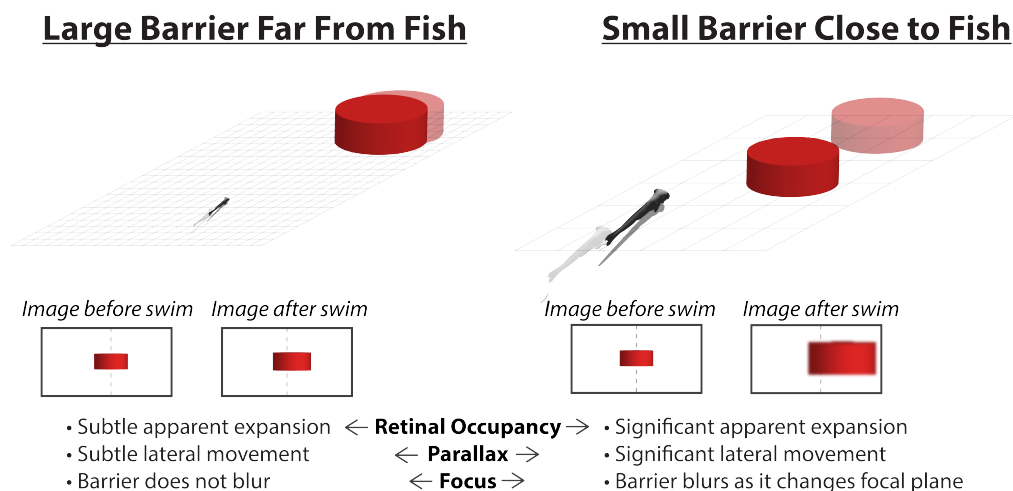 Large Barrier Far From Fish
Small Barrier Close to Fish
Image before swim
Image after swim
Image before swim
Image after swim
• Subtle apparent expansion ← Retinal Occupancy → • Significant apparent expansion
• Subtle lateral movement ← Parallax → • Significant lateral movement
• Barrier does not blur ← Focus → • Barrier blurs as it changes focal plane